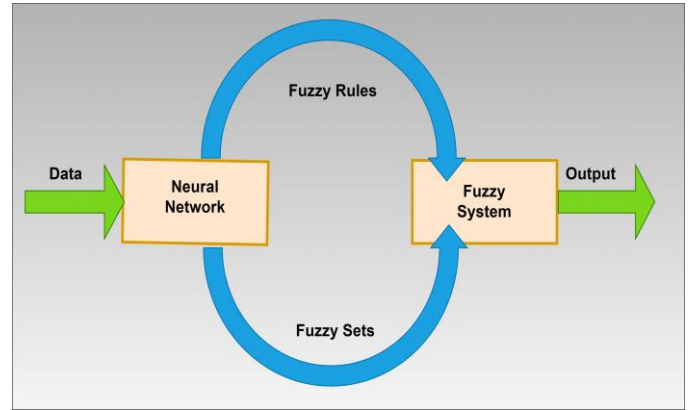 Fuzzy Rules
Data
Neural
Network
Fuzzy
System
Output
Fuzzy Sets